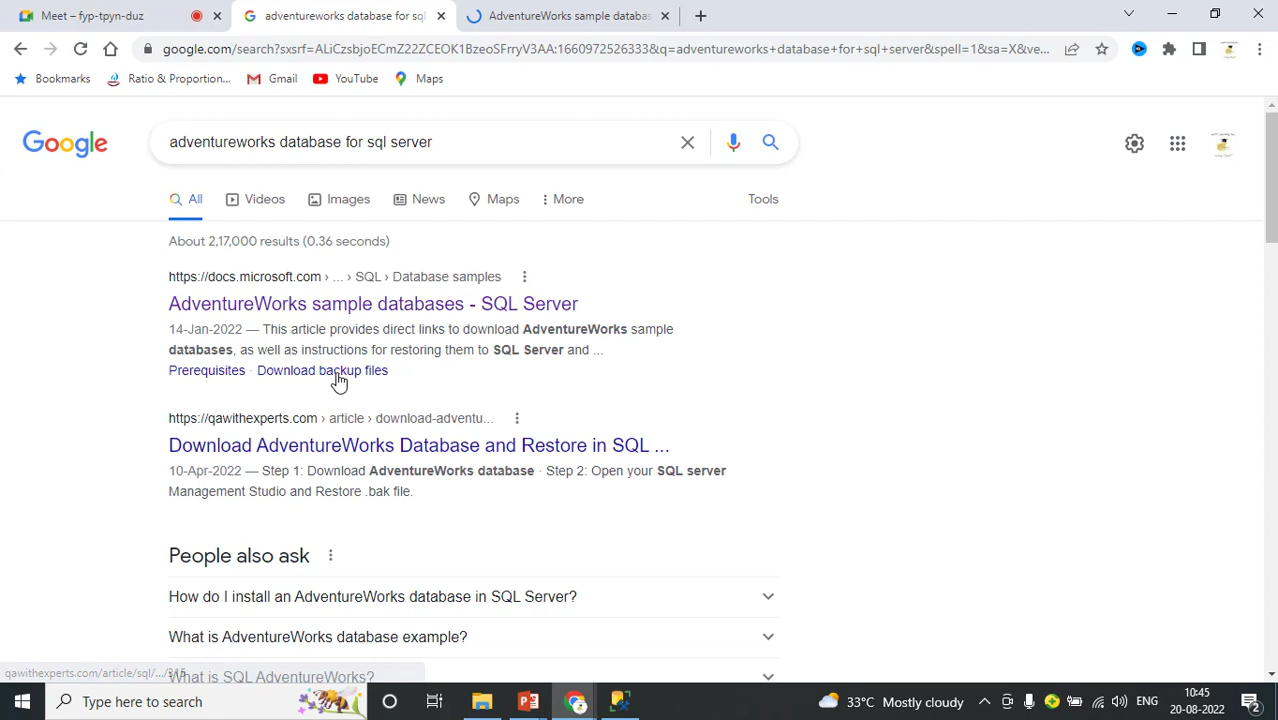 Meet – fyp-tpyn-duz
adventureworks database for sql
AdventureWorks sample databas
google.com/search?sxsrf=ALiCzsbjoECmZ22ZCEOK1BzeoSFrryV3AA:1660972526333&q=adventureworks+database+for+sql+server&spell=1&sa=X&ve...
Bookmarks
Ratio & Proportion...
Gmail
YouTube
Maps
Google
adventureworks database for sql server
All
Videos
Images
News
Maps
More
Tools
About 2,17,000 results (0.36 seconds)
https://docs.microsoft.com › ... › SQL › Database samples
AdventureWorks sample databases - SQL Server
14-Jan-2022 — This article provides direct links to download AdventureWorks sample
databases, as well as instructions for restoring them to SQL Server and ...
Prerequisites · Download backup files
https://qawithexperts.com › article › download-adventu...
Download AdventureWorks Database and Restore in SQL ...
10-Apr-2022 — Step 1: Download AdventureWorks database · Step 2: Open your SQL server
Management Studio and Restore .bak file.
People also ask
How do I install an AdventureWorks database in SQL Server?
What is AdventureWorks database example?
What is SQL AdventureWorks?
qawithexperts.com/article/sql/.../315
Type here to search
33°C Mostly cloudy
ENG
10:45
20-08-2022
2